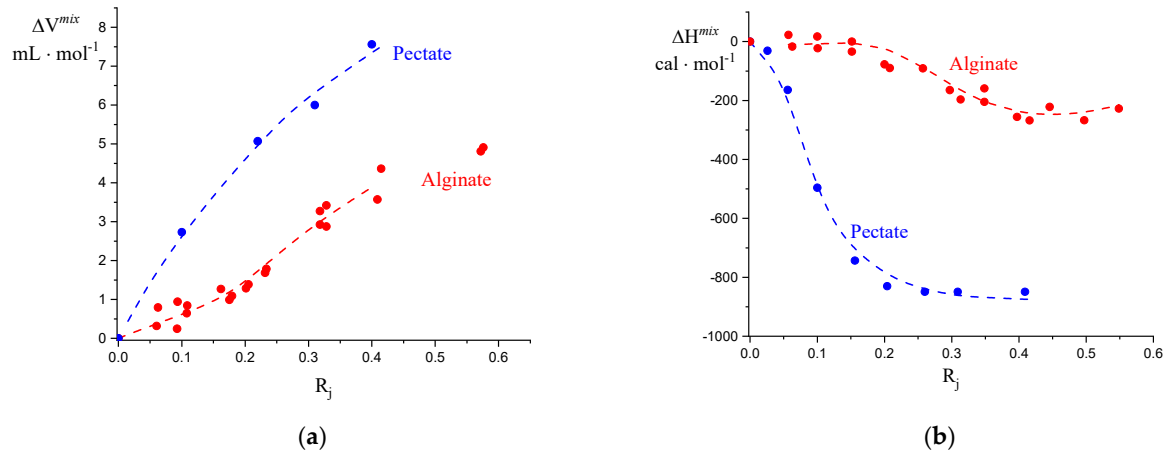 ΔV^mix
mL · mol⁻¹
8
7
6
5
4
3
2
1
0
0.0 0.1 0.2 0.3 0.4 0.5 0.6
R_j
Pectate
Alginate
(a)
ΔH^mix
cal · mol⁻¹
0
-200
-400
-600
-800
-1000
0.0 0.1 0.2 0.3 0.4 0.5 0.6
R_j
Alginate
Pectate
(b)